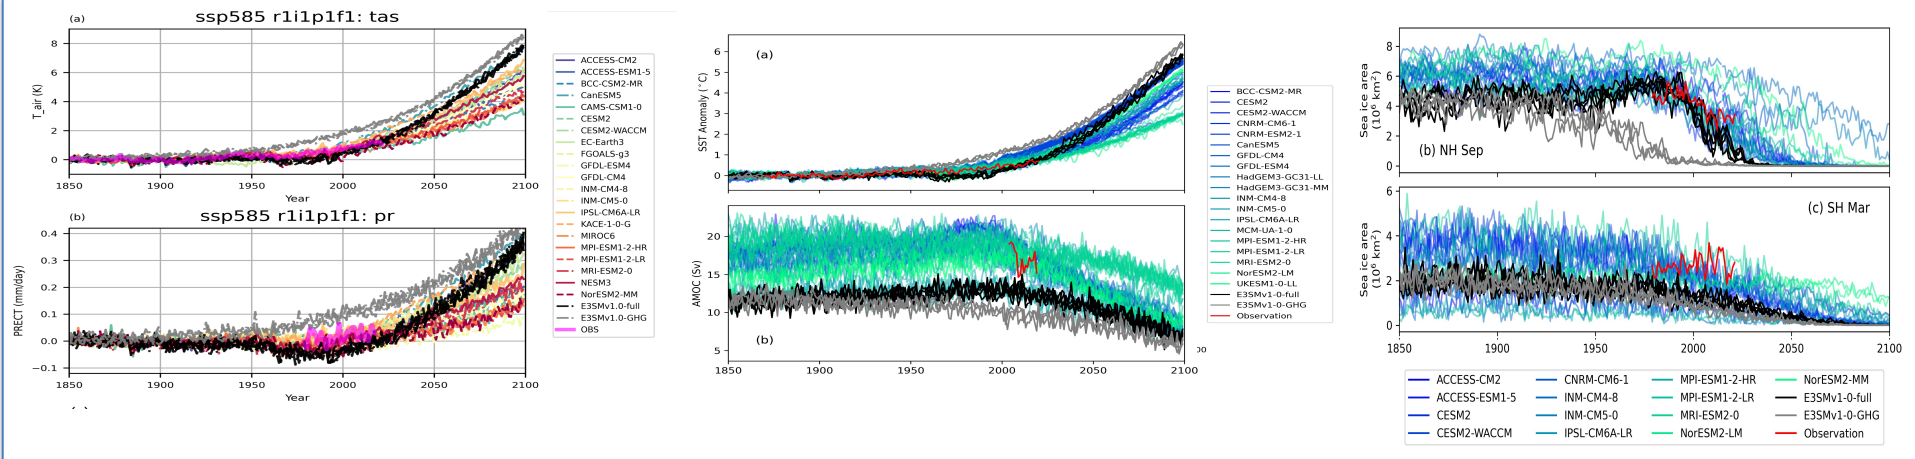 (a)
ssp585 r1i1p1f1: tas
T_air (K)
8
6
4
2
0
1850 1900 1950 2000 2050 2100
Year
(b)
ssp585 r1i1p1f1: pr
PRECT (mm/day)
0.4
0.3
0.2
0.1
0.0
−0.1
1850 1900 1950 2000 2050 2100
Year
ACCESS-CM2
ACCESS-ESM1-5
BCC-CSM2-MR
CanESM5
CAMS-CSM1-0
CESM2
CESM2-WACCM
EC-Earth3
FGOALS-g3
GFDL-ESM4
GFDL-CM4
INM-CM4-8
INM-CM5-0
IPSL-CM6A-LR
KACE-1-0-G
MIROC6
MPI-ESM1-2-HR
MPI-ESM1-2-LR
MRI-ESM2-0
NESM3
NorESM2-MM
E3SMv1.0-full
E3SMv1.0-GHG
OBS
(a)
SST Anomaly (°C)
6
5
4
3
2
1
0
AMOC (Sv)
20
15
10
5
(b)
1850 1900 1950 2000 2050 2100
00
BCC-CSM2-MR
CESM2
CESM2-WACCM
CNRM-CM6-1
CNRM-ESM2-1
CanESM5
GFDL-CM4
GFDL-ESM4
HadGEM3-GC31-LL
HadGEM3-GC31-MM
INM-CM4-8
INM-CM5-0
IPSL-CM6A-LR
MCM-UA-1-0
MPI-ESM1-2-HR
MPI-ESM1-2-LR
MRI-ESM2-0
NorESM2-LM
UKESM1-0-LL
E3SMv1-0-full
E3SMv1-0-GHG
Observation
Sea ice area
(10⁶ km²)
8
6
4
2
0
(b) NH Sep
Sea ice area
(10⁶ km²)
6
4
2
0
(c) SH Mar
1850 1900 1950 2000 2050 2100
ACCESS-CM2
ACCESS-ESM1-5
CESM2
CESM2-WACCM
CNRM-CM6-1
INM-CM4-8
INM-CM5-0
IPSL-CM6A-LR
MPI-ESM1-2-HR
MPI-ESM1-2-LR
MRI-ESM2-0
NorESM2-LM
NorESM2-MM
E3SMv1-0-full
E3SMv1-0-GHG
Observation